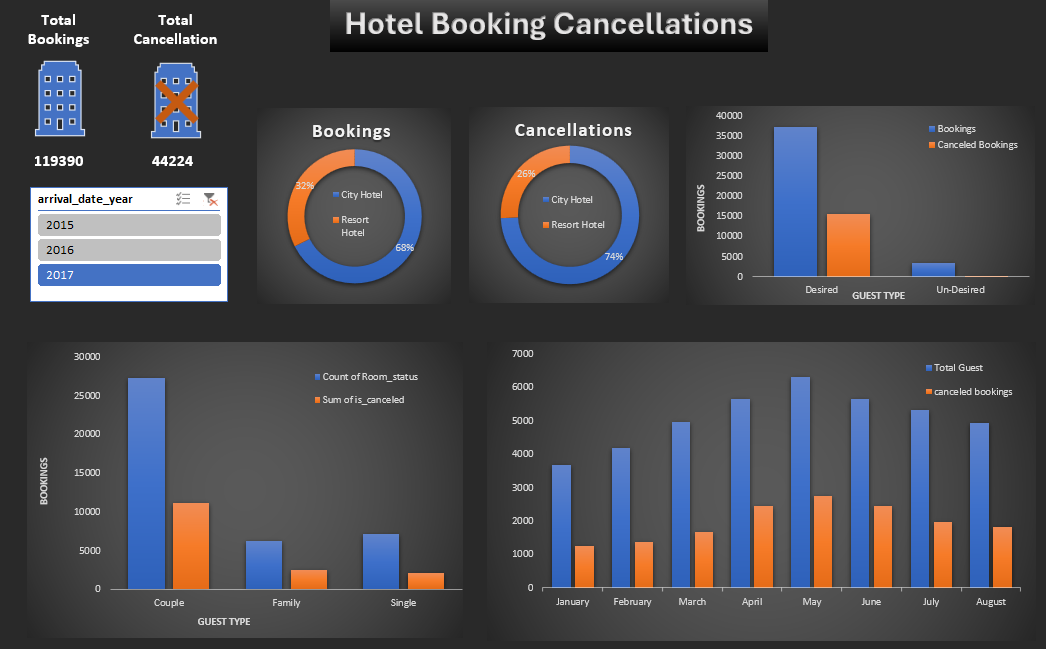 Total
Bookings
Total
Cancellation
Hotel Booking Cancellations
119390
44224
arrival_date_year
2015
2016
2017
Bookings
32%
City Hotel
Resort
Hotel
68%
Cancellations
26%
City Hotel
Resort Hotel
74%
40000
35000
30000
25000
20000
15000
10000
5000
0
BOOKINGS
Bookings
Canceled Bookings
Desired
Un-Desired
GUEST TYPE
30000
25000
20000
15000
10000
5000
0
BOOKINGS
Count of Room_status
Sum of is_canceled
Couple
Family
Single
GUEST TYPE
7000
6000
5000
4000
3000
2000
1000
0
Total Guest
canceled bookings
January
February
March
April
May
June
July
August